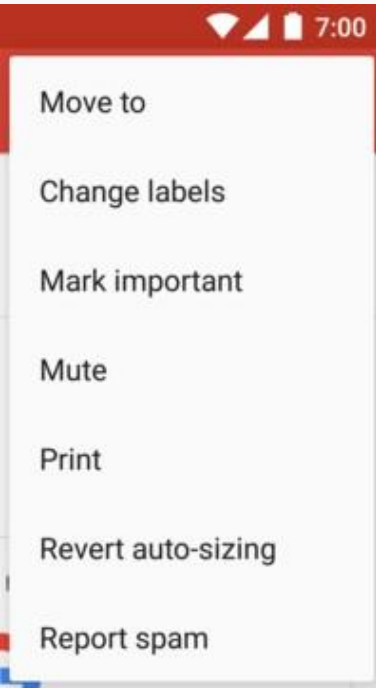 7:00
Move to
Change labels
Mark important
Mute
Print
Revert auto-sizing
Report spam